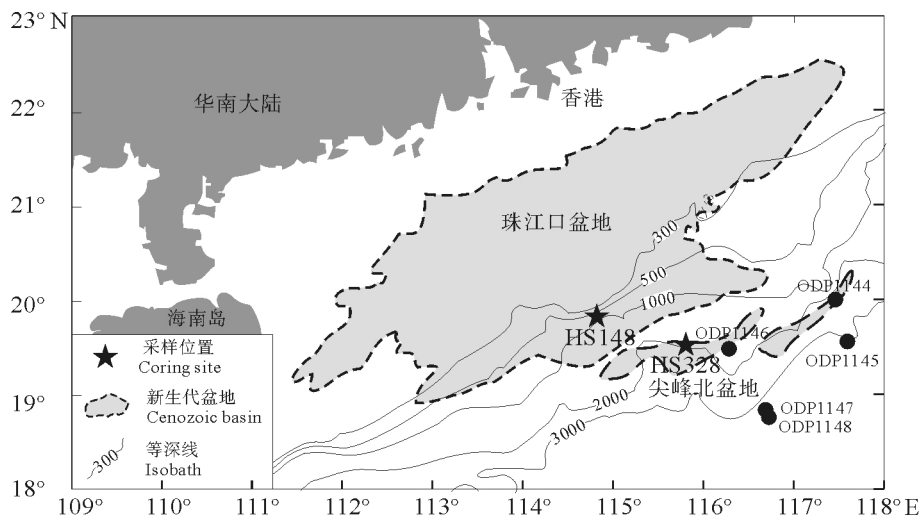 23° N
22°
21°
20°
19°
18°
109°
110°
111°
112°
113°
114°
115°
116°
117°
118° E
华南大陆
香港
珠江口盆地
海南岛
300
500
1000
2000
3000
HS148
HS328
尖峰北盆地
ODP1144
ODP1146
ODP1145
ODP1147
ODP1148
采样位置
Coring site
新生代盆地
Cenozoic basin
300
等深线
Isobath